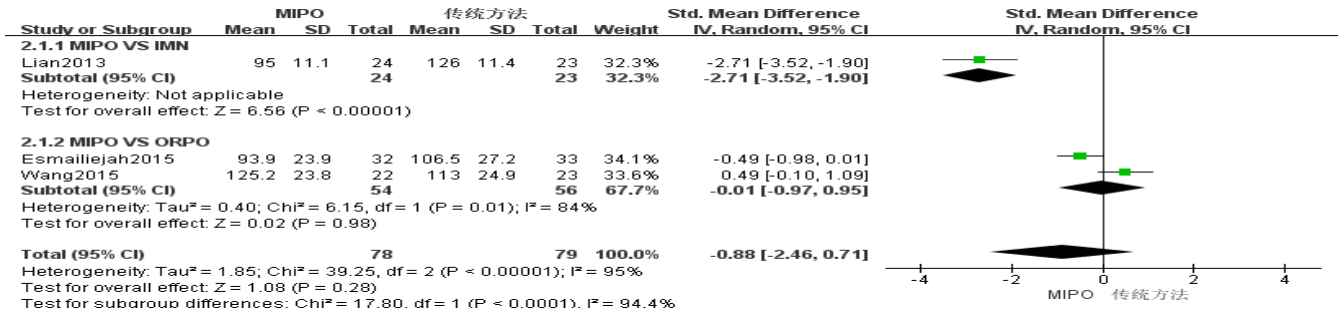 MIPO 传统方法 Std. Mean Difference Std. Mean Difference
Study or Subgroup Mean SD Total Mean SD Total Weight IV, Random, 95% CI IV, Random, 95% CI
2.1.1 MIPO VS IMN
Lian2013 95 11.1 24 126 11.4 23 32.3% -2.71 [-3.52, -1.90]
Subtotal (95% CI) 24 23 32.3% -2.71 [-3.52, -1.90]
Heterogeneity: Not applicable
Test for overall effect: Z = 6.56 (P < 0.00001)
2.1.2 MIPO VS ORPO
Esmailiejah2015 93.9 23.9 32 106.5 27.2 33 34.1% -0.49 [-0.98, 0.01]
Wang2015 125.2 23.8 22 113 24.9 23 33.6% 0.49 [-0.10, 1.09]
Subtotal (95% CI) 54 56 67.7% -0.01 [-0.97, 0.95]
Heterogeneity: Tau² = 0.40; Chi² = 6.15, df = 1 (P = 0.01); I² = 84%
Test for overall effect: Z = 0.02 (P = 0.98)
Total (95% CI) 78 79 100.0% -0.88 [-2.46, 0.71]
Heterogeneity: Tau² = 1.85; Chi² = 39.25, df = 2 (P < 0.00001); I² = 95%
Test for overall effect: Z = 1.08 (P = 0.28)
Test for subgroup differences: Chi² = 17.80, df = 1 (P < 0.0001), I² = 94.4%
-4 -2 0 2 4
MIPO 传统方法